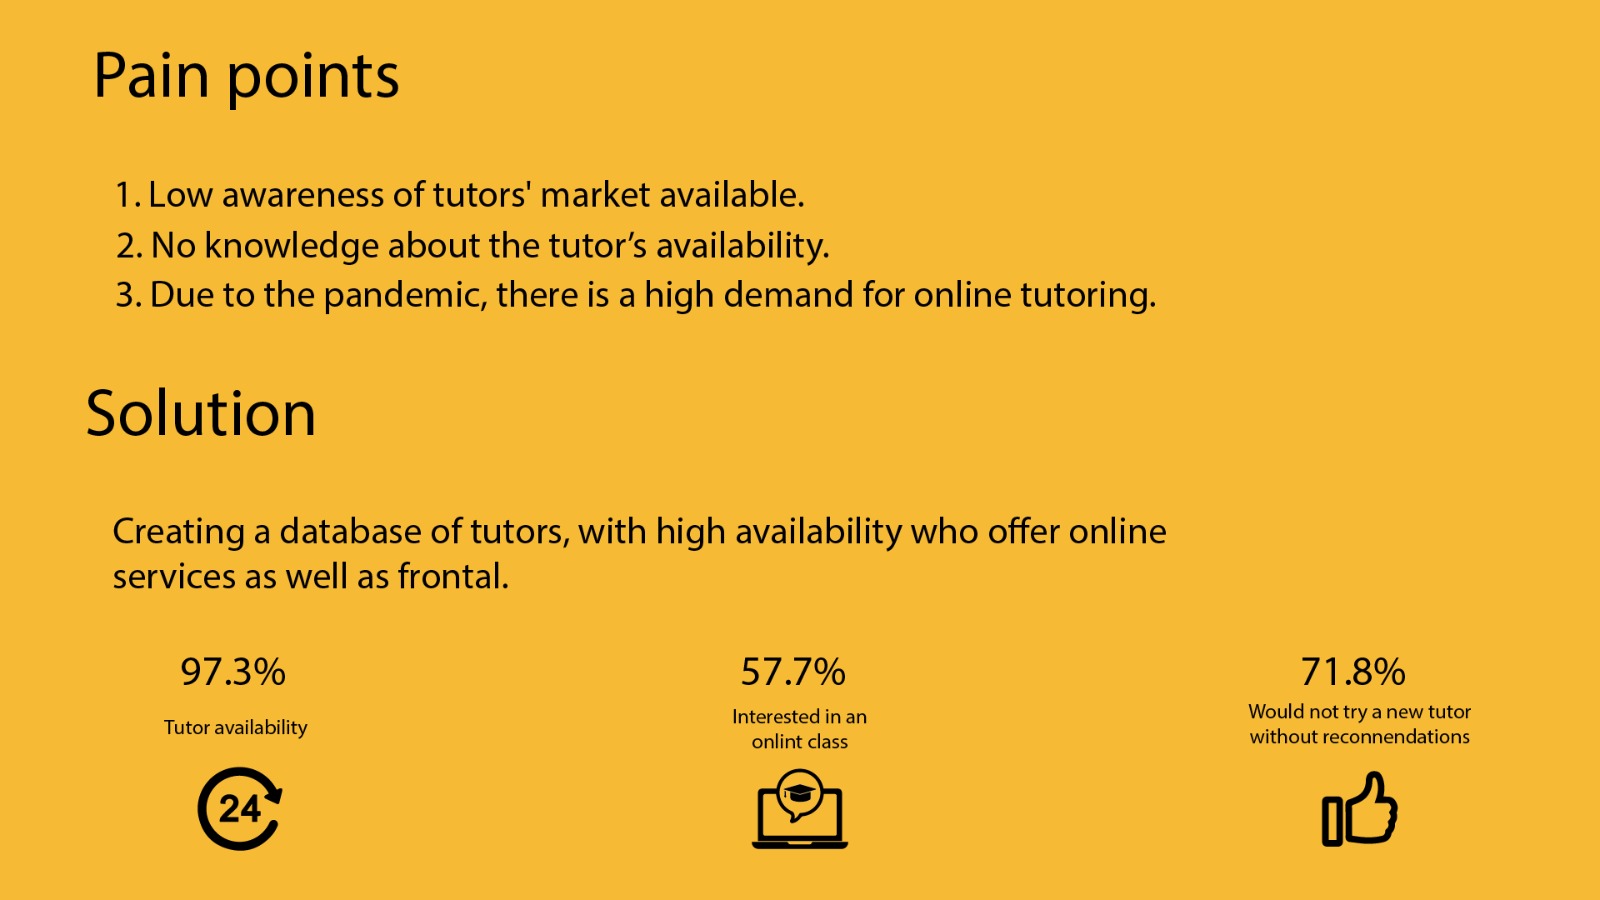 Pain points
1. Low awareness of tutors' market available.
2. No knowledge about the tutor’s availability.
3. Due to the pandemic, there is a high demand for online tutoring.
Solution
Creating a database of tutors, with high availability who offer online
services as well as frontal.
97.3%
Tutor availability
24
57.7%
Interested in an
onlint class
71.8%
Would not try a new tutor
without reconnendations